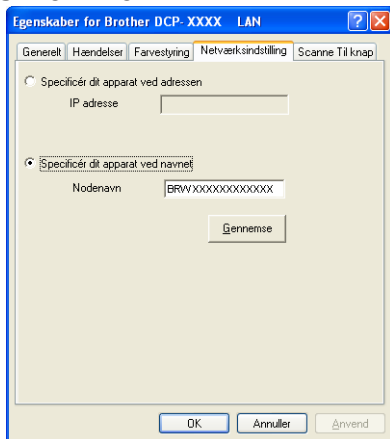 Egenskaber for Brother DCP- XXXX LAN
Generelt Hændelser Farvestyring Netværksindstilling Scanne Til knap
Specificér dit apparat ved adressen
IP adresse
Specificér dit apparat ved navnet
Nodenavn BRWXXXXXXXXXXXX
Gennemse
OK Annuller Anvend